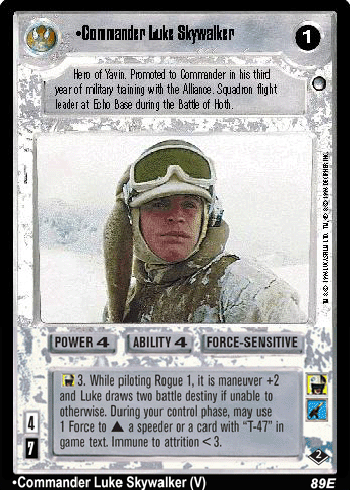 •Commander Luke Skywalker
1
Hero of Yavin. Promoted to Commander in his third
year of military training with the Alliance. Squadron flight
leader at Echo Base during the Battle of Hoth.
POWER 4 ABILITY 4 FORCE-SENSITIVE
3. While piloting Rogue 1, it is maneuver +2
and Luke draws two battle destiny if unable to
otherwise. During your control phase, may use
1 Force to ▲ a speeder or a card with "T-47" in
game text. Immune to attrition < 3.
4
7
2
•Commander Luke Skywalker (V) 89E